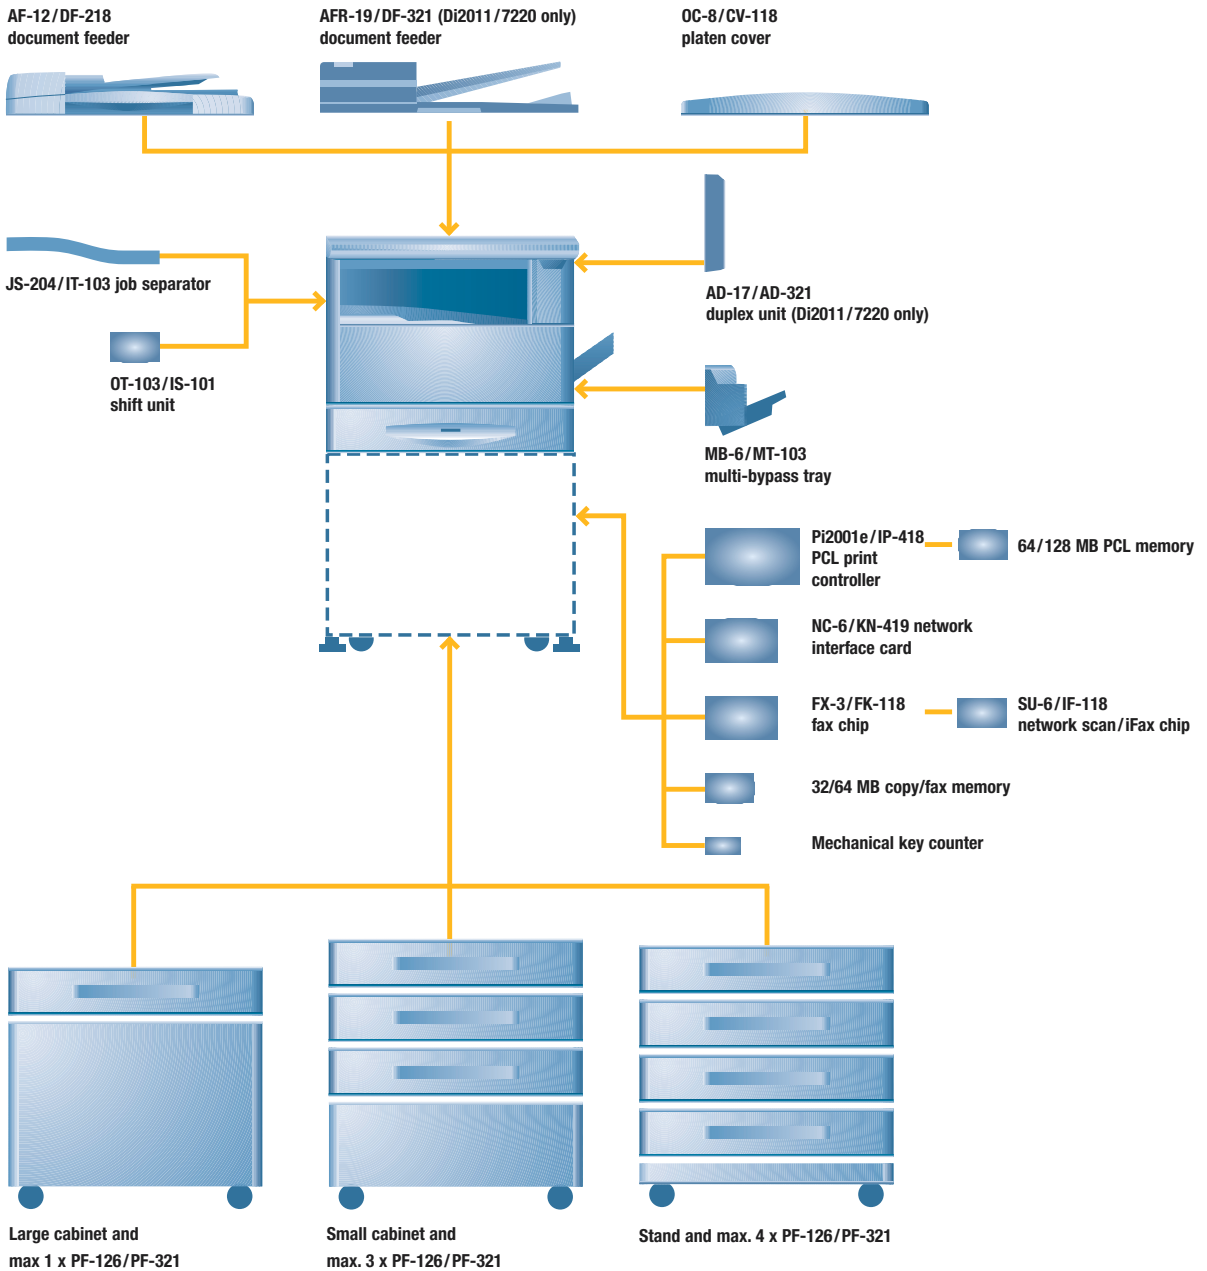 AF-12/DF-218
document feeder
AFR-19/DF-321 (Di2011/7220 only)
document feeder
OC-8/CV-118
platen cover
JS-204/IT-103 job separator
AD-17/AD-321
duplex unit (Di2011/7220 only)
OT-103/IS-101
shift unit
MB-6/MT-103
multi-bypass tray
Pi2001e/IP-418
PCL print
controller
64/128 MB PCL memory
NC-6/KN-419 network
interface card
FX-3/FK-118
fax chip
SU-6/IF-118
network scan/iFax chip
32/64 MB copy/fax memory
Mechanical key counter
Large cabinet and
max 1 x PF-126/PF-321
Small cabinet and
max. 3 x PF-126/PF-321
Stand and max. 4 x PF-126/PF-321